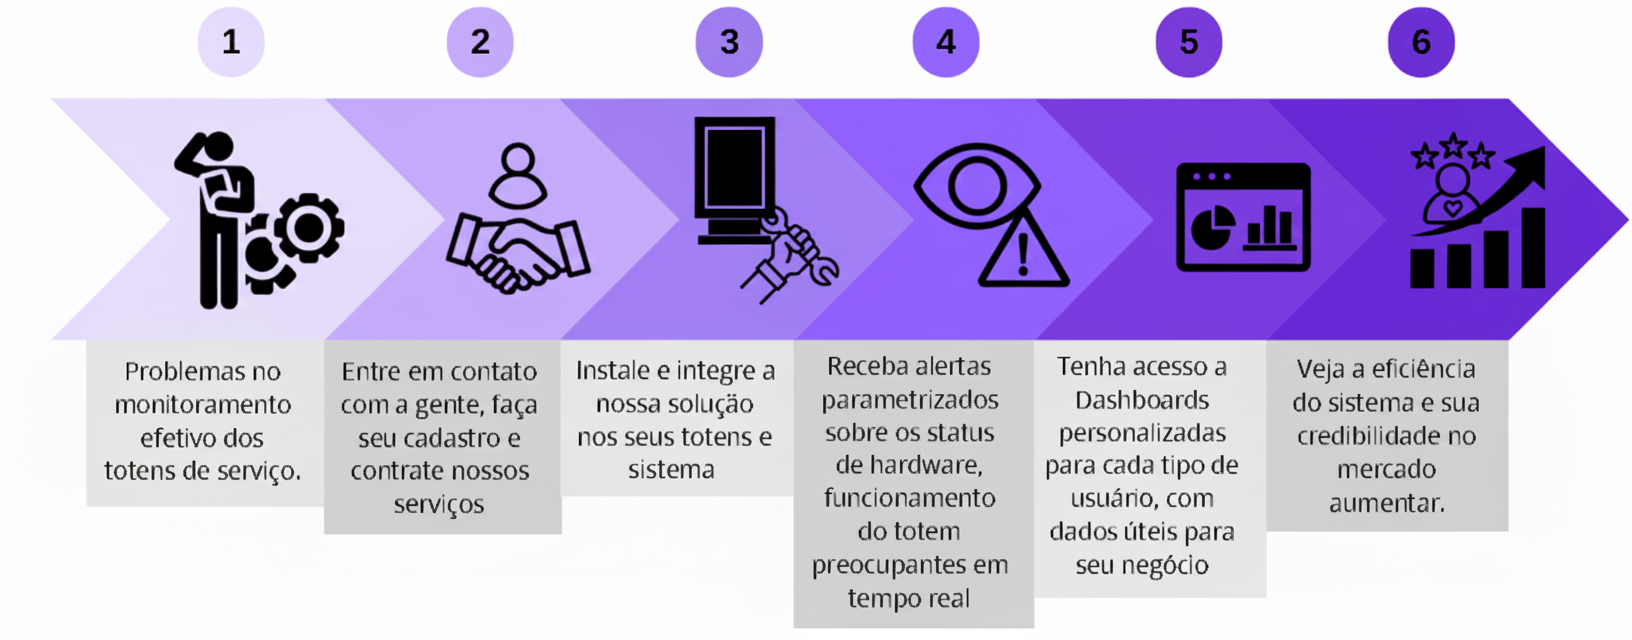 1
2
3
4
5
6
Problemas no
monitoramento
efetivo dos
totens de serviço.
Entre em contato
com a gente, faça
seu cadastro e
contrate nossos
serviços
Instale e integre a
nossa solução
nos seus totens e
sistema
Receba alertas
parametrizados
sobre os status
de hardware,
funcionamento
do totem
preocupantes em
tempo real
Tenha acesso a
Dashboards
personalizadas
para cada tipo de
usuário, com
dados úteis para
seu negócio
Veja a eficiência
do sistema e sua
credibilidade no
mercado
aumentar.